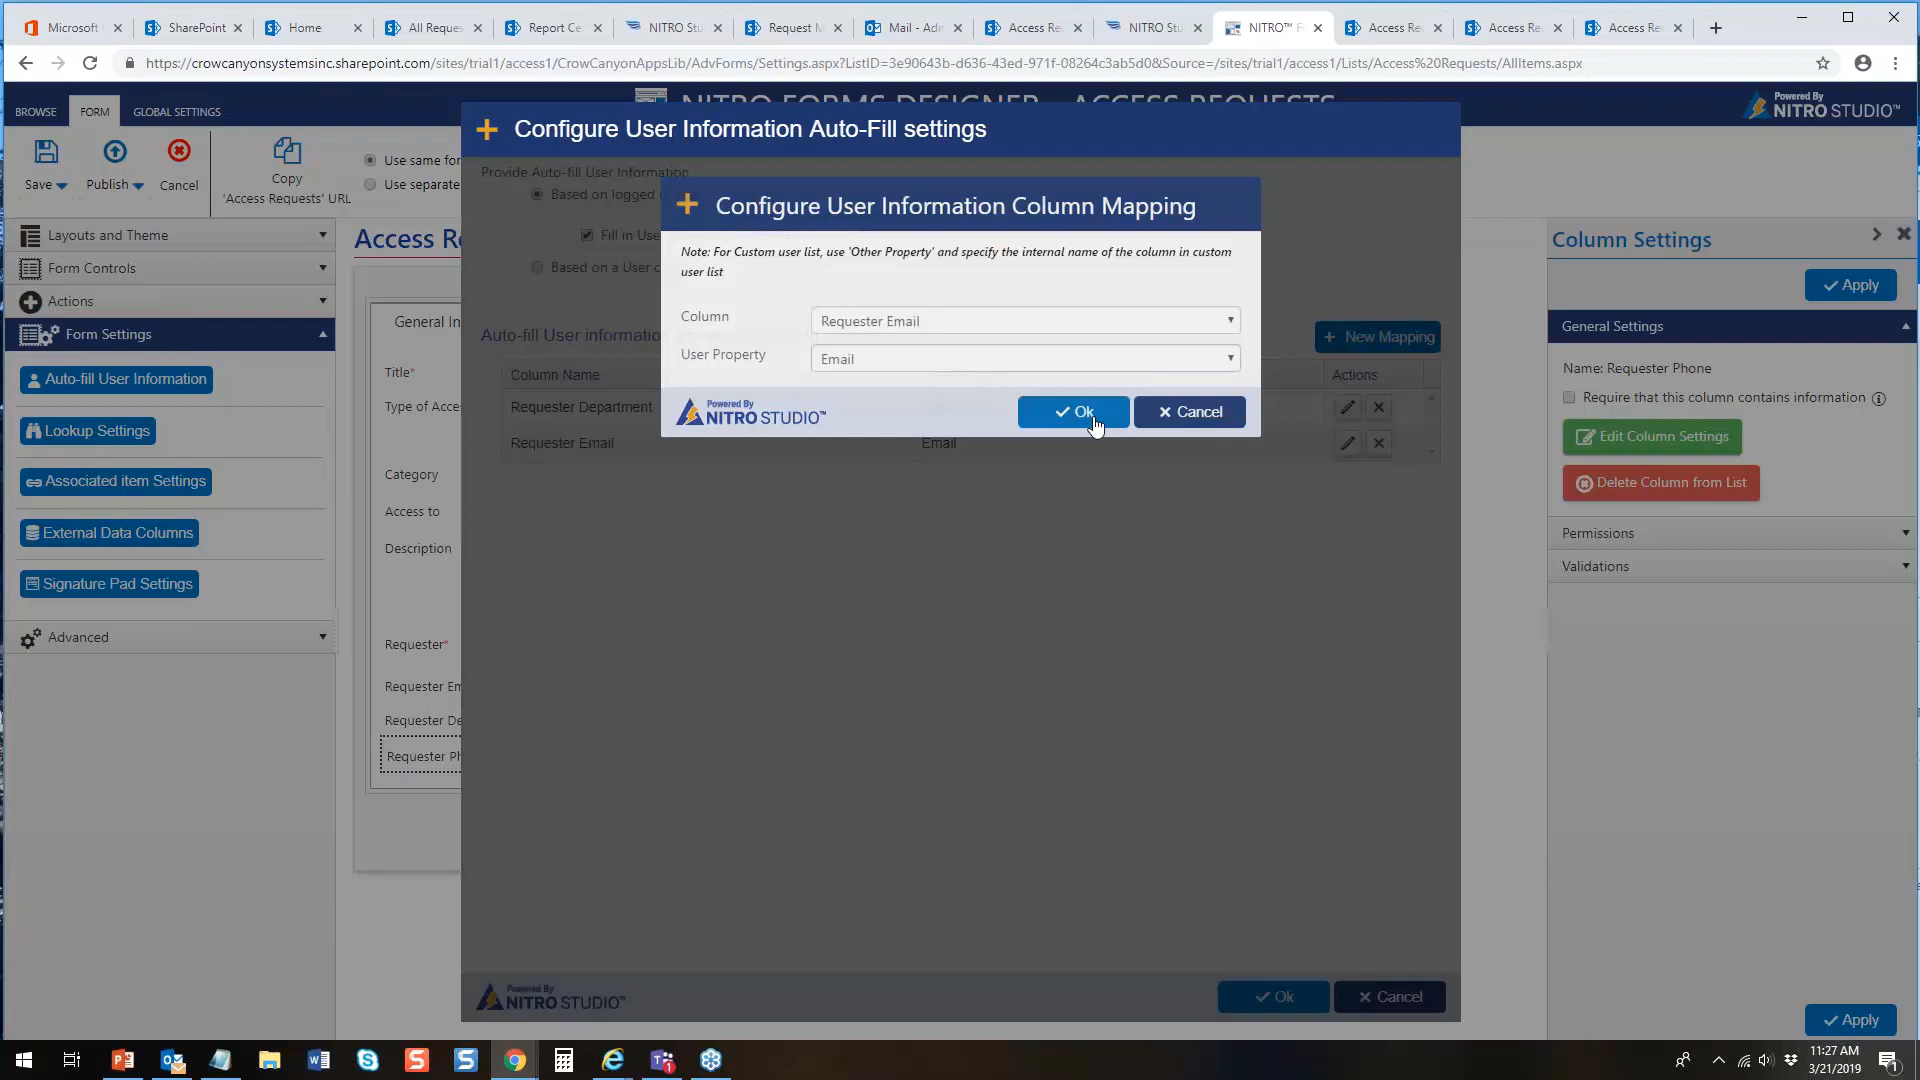 Microsoft
SharePoint
Home
All Reque
Report Ce
NITRO Stu
Request M
Mail - Adm
Access Re
NITRO Stu
NITRO™ F
Access Re
Access Re
Access Re
https://crowcanyonsystemsinc.sharepoint.com/sites/trial1/access1/CrowCanyonAppsLib/AdvForms/Settings.aspx?ListID=3e90643b-d636-43ed-971f-08264c3ab5d0&Source=/sites/trial1/access1/Lists/Access%20Requests/AllItems.aspx
BROWSE
FORM
GLOBAL SETTINGS
NITRO FORMS DESIGNER - ACCESS REQUESTS
Powered By
NITRO STUDIO™
Save
Publish
Cancel
Copy
'Access Requests' URL
Use same for
Use separate
Layouts and Theme
Form Controls
Actions
Form Settings
Auto-fill User Information
Lookup Settings
Associated item Settings
External Data Columns
Signature Pad Settings
Advanced
Access Re
General In
Title*
Type of Acces
Category
Access to
Description
Requester*
Requester Em
Requester De
Requester Ph
Configure User Information Auto-Fill settings
Provide Auto-fill User Information
Based on logged
Fill in Use
Based on a User c
Auto-fill User information
New Mapping
Column Name
Actions
Requester Department
Requester Email
Email
Powered By
NITRO STUDIO™
Ok
Cancel
Configure User Information Column Mapping
Note: For Custom user list, use 'Other Property' and specify the internal name of the column in custom
user list
Column
Requester Email
User Property
Email
Powered By
NITRO STUDIO™
Ok
Cancel
Column Settings
Apply
General Settings
Name: Requester Phone
Require that this column contains information
Edit Column Settings
Delete Column from List
Permissions
Validations
Apply
11:27 AM
3/21/2019